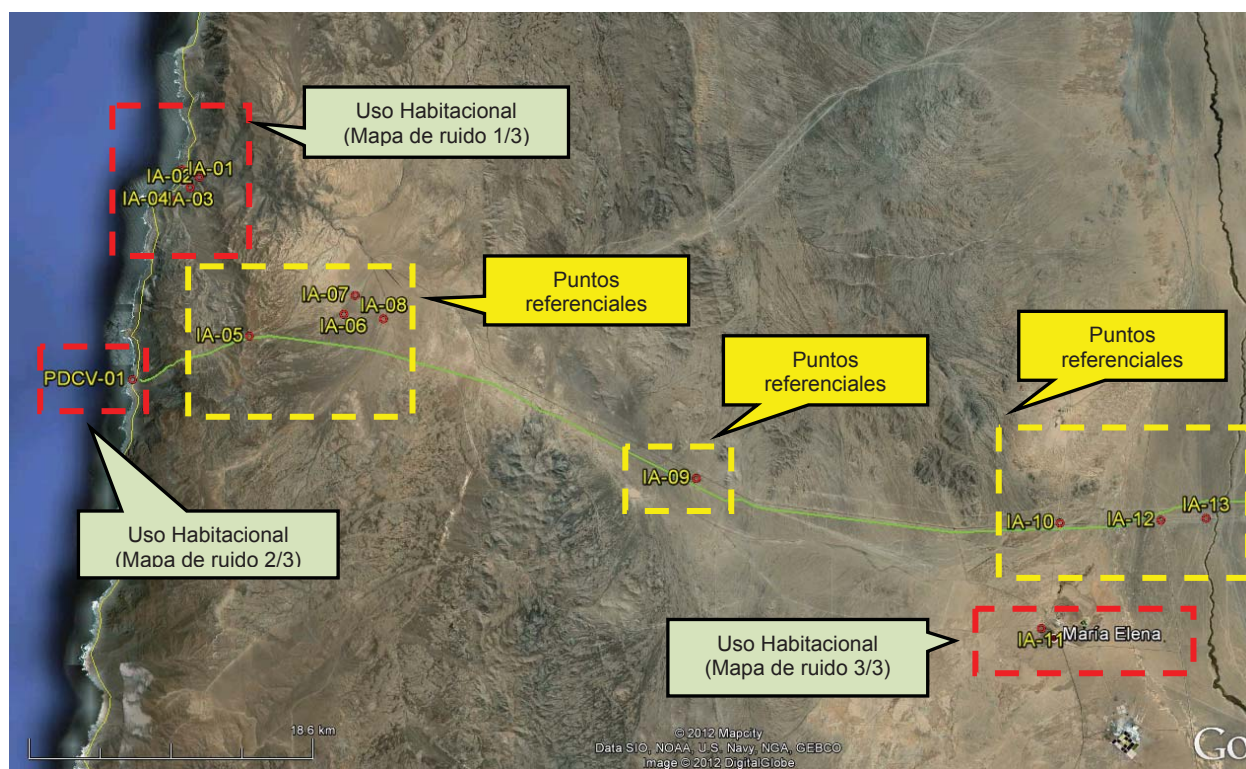 Uso Habitacional
(Mapa de ruido 1/3)
IA-01
IA-02
IA-04
IA-03
Puntos
referenciales
IA-07
IA-08
IA-06
IA-05
Puntos
referenciales
Puntos
referenciales
PDCV-01
IA-09
IA-10
IA-12
IA-13
Uso Habitacional
(Mapa de ruido 2/3)
Uso Habitacional
(Mapa de ruido 3/3)
IA-11
María Elena
18.6 km
© 2012 Mapcity
Data SIO, NOAA, U.S. Navy, NGA, GEBCO
Image © 2012 DigitalGlobe
Go